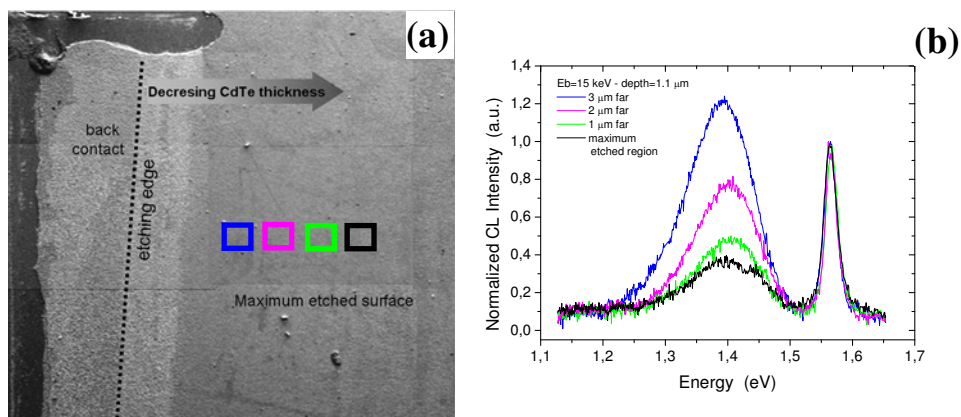 (a)
Decresing CdTe thickness
back
contact
etching edge
Maximum etched surface
(b)
Eb=15 keV - depth=1.1 μm
3 μm far
2 μm far
1 μm far
maximum
etched region
Normalized CL Intensity (a.u.)
1,4
1,2
1,0
0,8
0,6
0,4
0,2
0,0
1,1 1,2 1,3 1,4 1,5 1,6 1,7
Energy (eV)